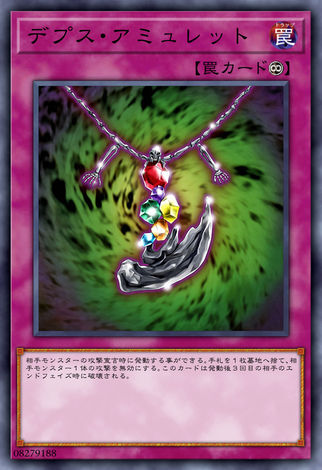 デプス・アミュレット
トラップ
罠
【罠カード】
相手モンスターの攻撃宣言時に発動する事ができる。手札を1枚墓地へ捨て、相
手モンスター1体の攻撃を無効にする。このカードは発動後3回目の相手のエ
ンドフェイズ時に破壊される。
08279188